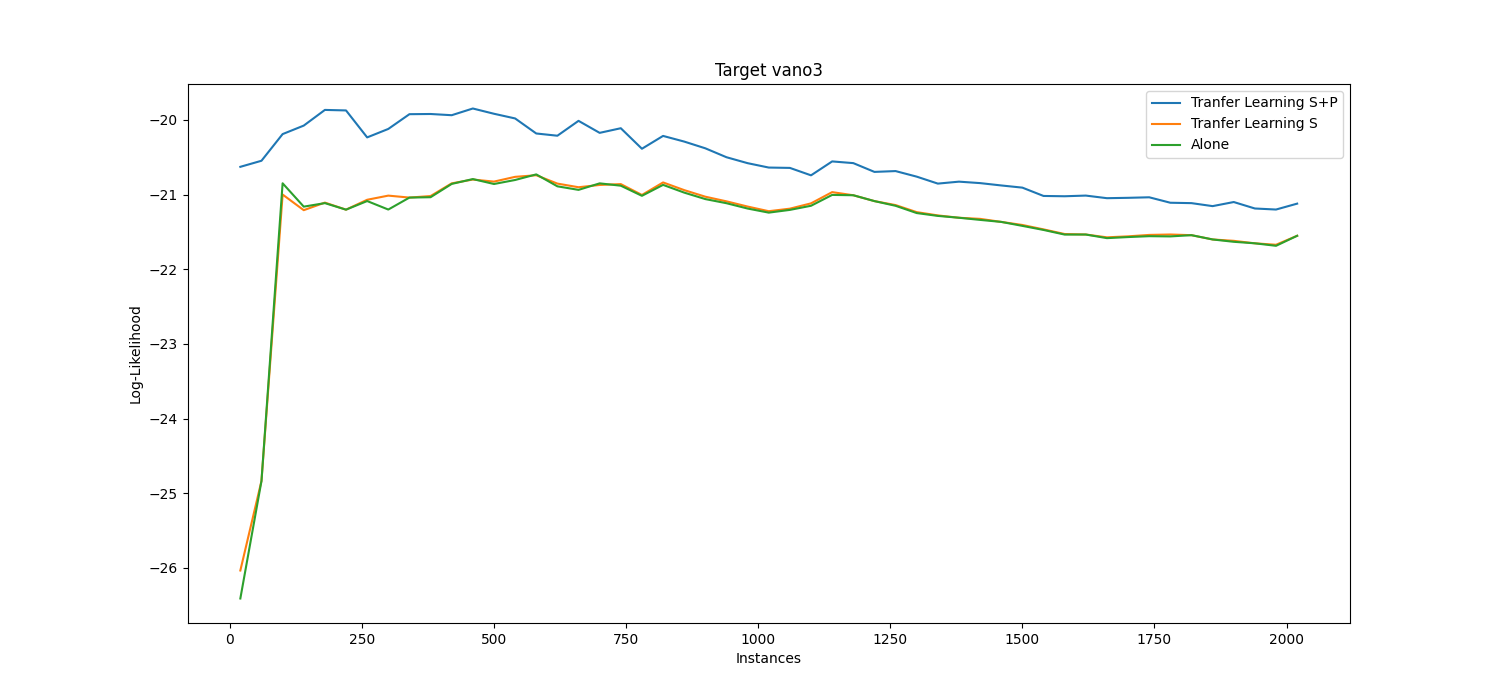 Target vano3
Tranfer Learning S+P
Tranfer Learning S
Alone
Log-Likelihood
−20
−21
−22
−23
−24
−25
−26
0 250 500 750 1000 1250 1500 1750 2000
Instances